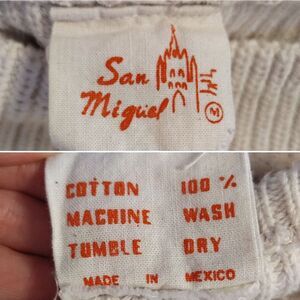 San
Miguel
M
COTTON 100 %
MACHINE WASH
TUMBLE DRY
MADE IN MEXICO